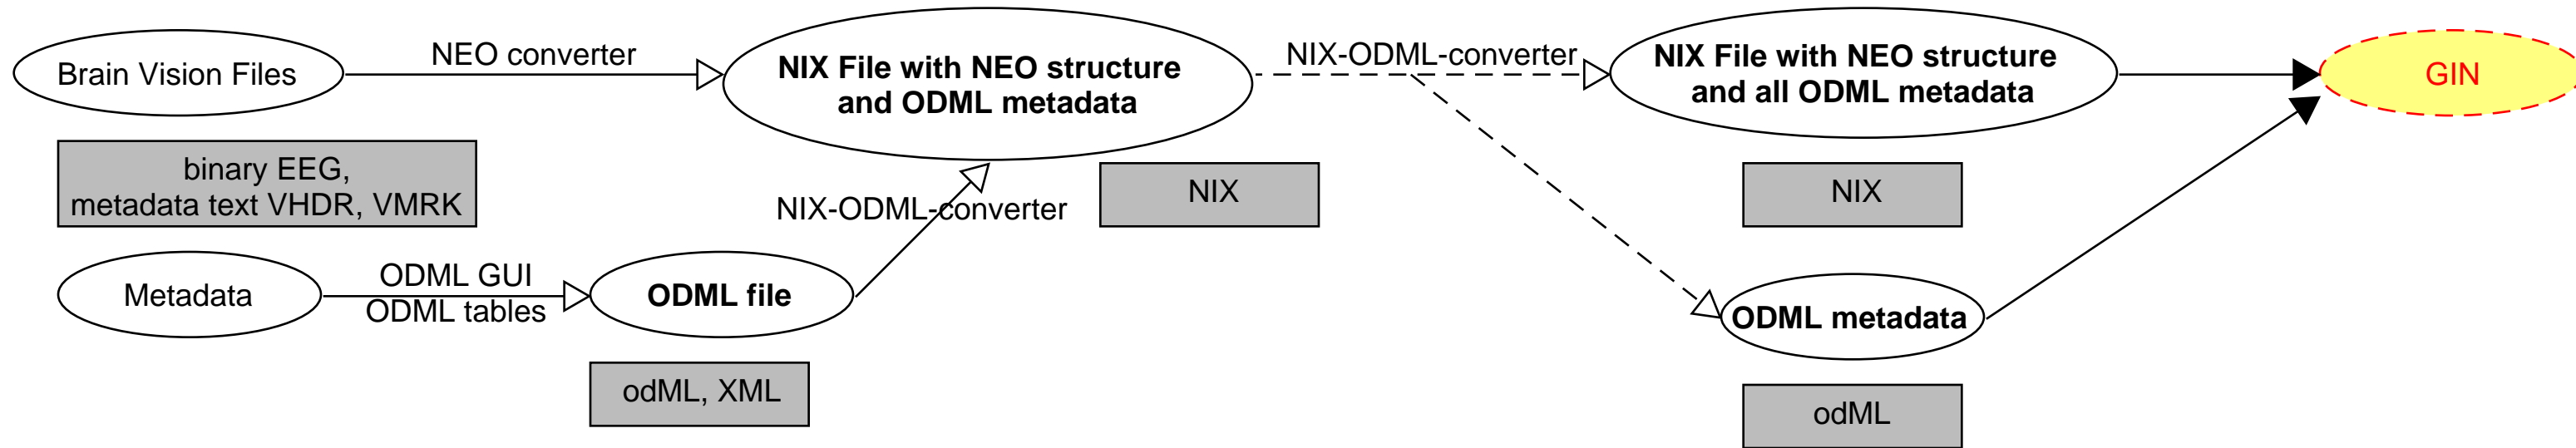 Brain Vision Files
NEO converter
NIX File with NEO structure
and ODML metadata
NIX-ODML-converter
NIX File with NEO structure
and all ODML metadata
GIN
binary EEG,
metadata text VHDR, VMRK
NIX-ODML-converter
NIX
NIX
Metadata
ODML GUI
ODML tables
ODML file
ODML metadata
odML, XML
odML